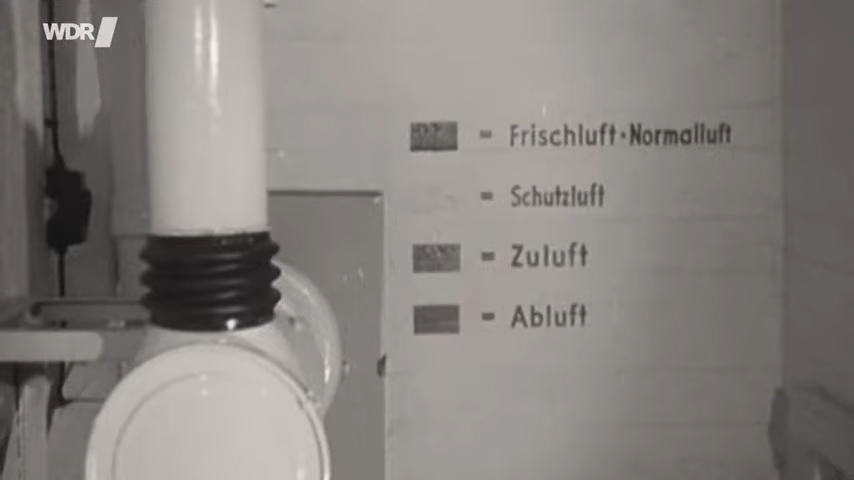 WDR
= Frischluft·Normalluft
= Schutzluft
= Zuluft
= Abluft